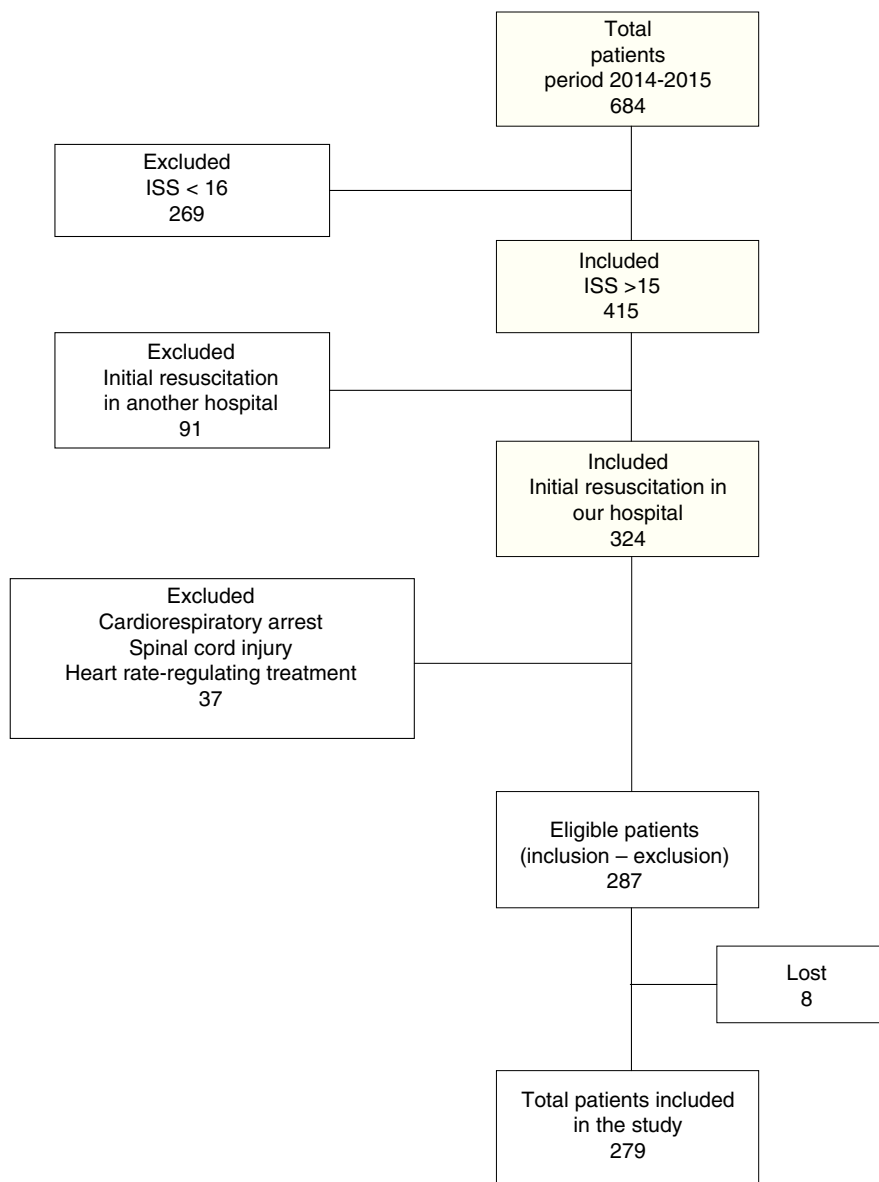 Total
patients
period 2014-2015
684
Excluded
ISS < 16
269
Included
ISS >15
415
Excluded
Initial resuscitation
in another hospital
91
Included
Initial resuscitation in
our hospital
324
Excluded
Cardiorespiratory arrest
Spinal cord injury
Heart rate-regulating treatment
37
Eligible patients
(inclusion – exclusion)
287
Lost
8
Total patients included
in the study
279